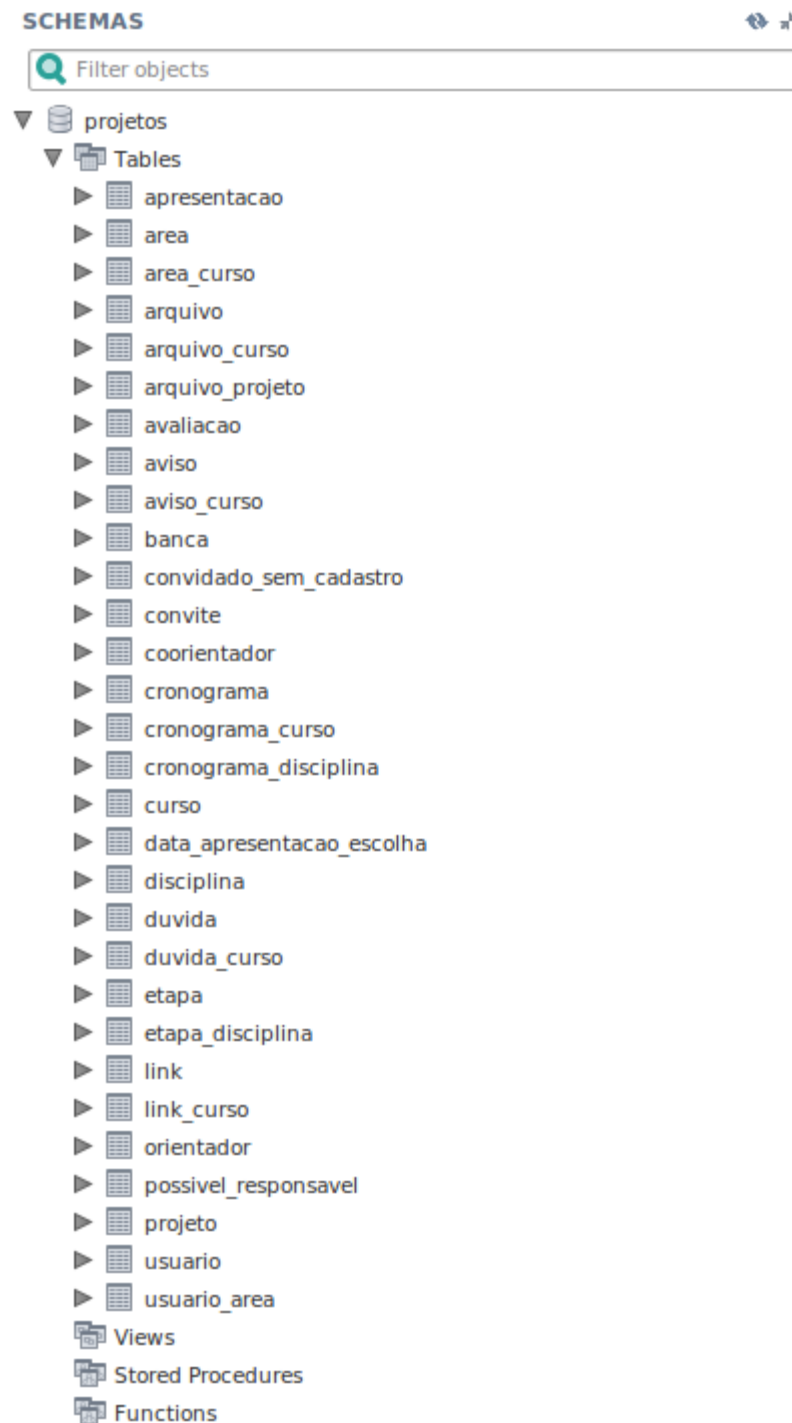 SCHEMAS
Filter objects
projetos
Tables
apresentacao
area
area_curso
arquivo
arquivo_curso
arquivo_projeto
avaliacao
aviso
aviso_curso
banca
convidado_sem_cadastro
convite
coorientador
cronograma
cronograma_curso
cronograma_disciplina
curso
data_apresentacao_escolha
disciplina
duvida
duvida_curso
etapa
etapa_disciplina
link
link_curso
orientador
possivel_responsavel
projeto
usuario
usuario_area
Views
Stored Procedures
Functions